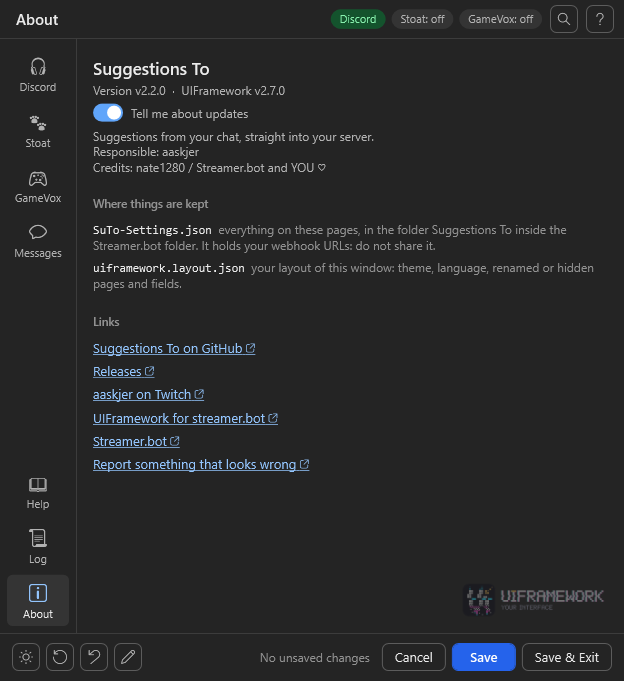 About
Discord
Stoat: off
GameVox: off
?
Discord
Stoat
GameVox
Messages
Suggestions To
Version v2.2.0 · UIFramework v2.7.0
Tell me about updates
Suggestions from your chat, straight into your server.
Responsible: aaskjer
Credits: nate1280 / Streamer.bot and YOU ♡
Where things are kept
SuTo-Settings.json everything on these pages, in the folder Suggestions To inside the
Streamer.bot folder. It holds your webhook URLs: do not share it.
uiframework.layout.json your layout of this window: theme, language, renamed or hidden
pages and fields.
Links
Suggestions To on GitHub
Releases
aaskjer on Twitch
UIFramework for streamer.bot
Streamer.bot
Report something that looks wrong
Help
Log
About
UIFRAMEWORK
YOUR INTERFACE
No unsaved changes
Cancel
Save
Save & Exit